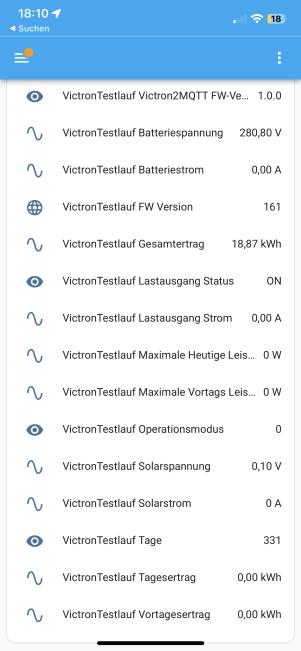 18:10
18
◄ Suchen
VictronTestlauf Victron2MQTT FW-Ve... 1.0.0
VictronTestlauf Batteriespannung 280,80 V
VictronTestlauf Batteriestrom 0,00 A
VictronTestlauf FW Version 161
VictronTestlauf Gesamtertrag 18,87 kWh
VictronTestlauf Lastausgang Status ON
VictronTestlauf Lastausgang Strom 0,00 A
VictronTestlauf Maximale Heutige Leis... 0 W
VictronTestlauf Maximale Vortags Leis... 0 W
VictronTestlauf Operationsmodus 0
VictronTestlauf Solarspannung 0,10 V
VictronTestlauf Solarstrom 0 A
VictronTestlauf Tage 331
VictronTestlauf Tagesertrag 0,00 kWh
VictronTestlauf Vortagesertrag 0,00 kWh